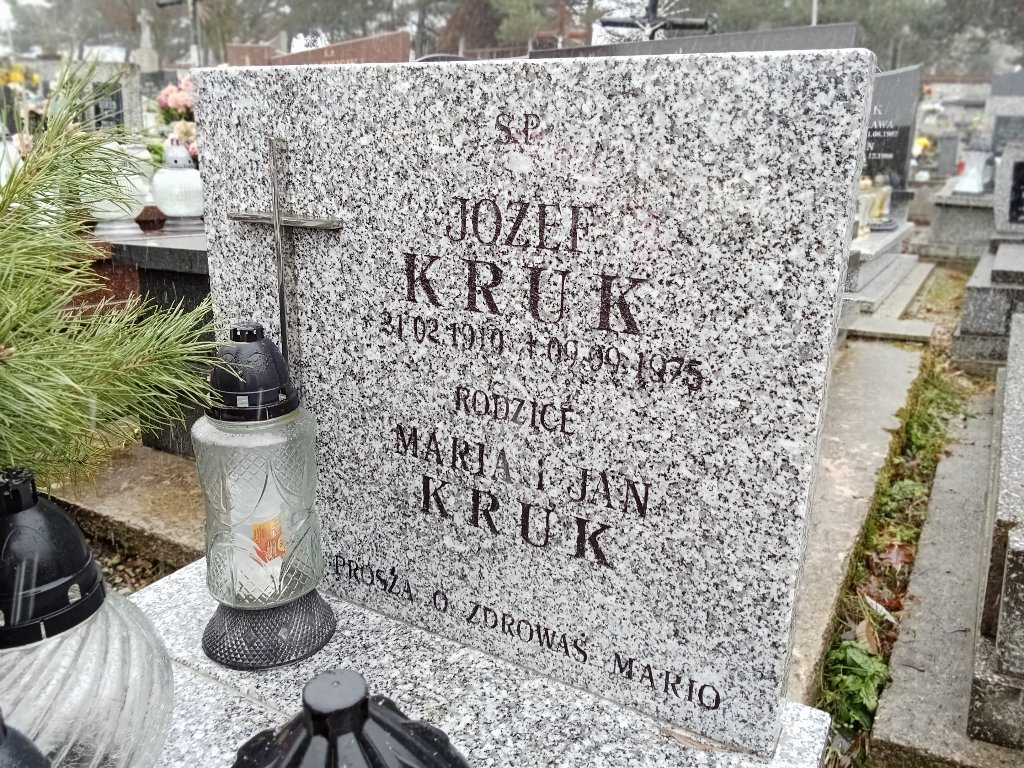 Ś.P.
JÓZEF
KRUK
* 21.02.1910 + 09.09.1975
RODZICE
MARIA I JAN
KRUK
PROSZĄ O ZDROWAŚ MARIO